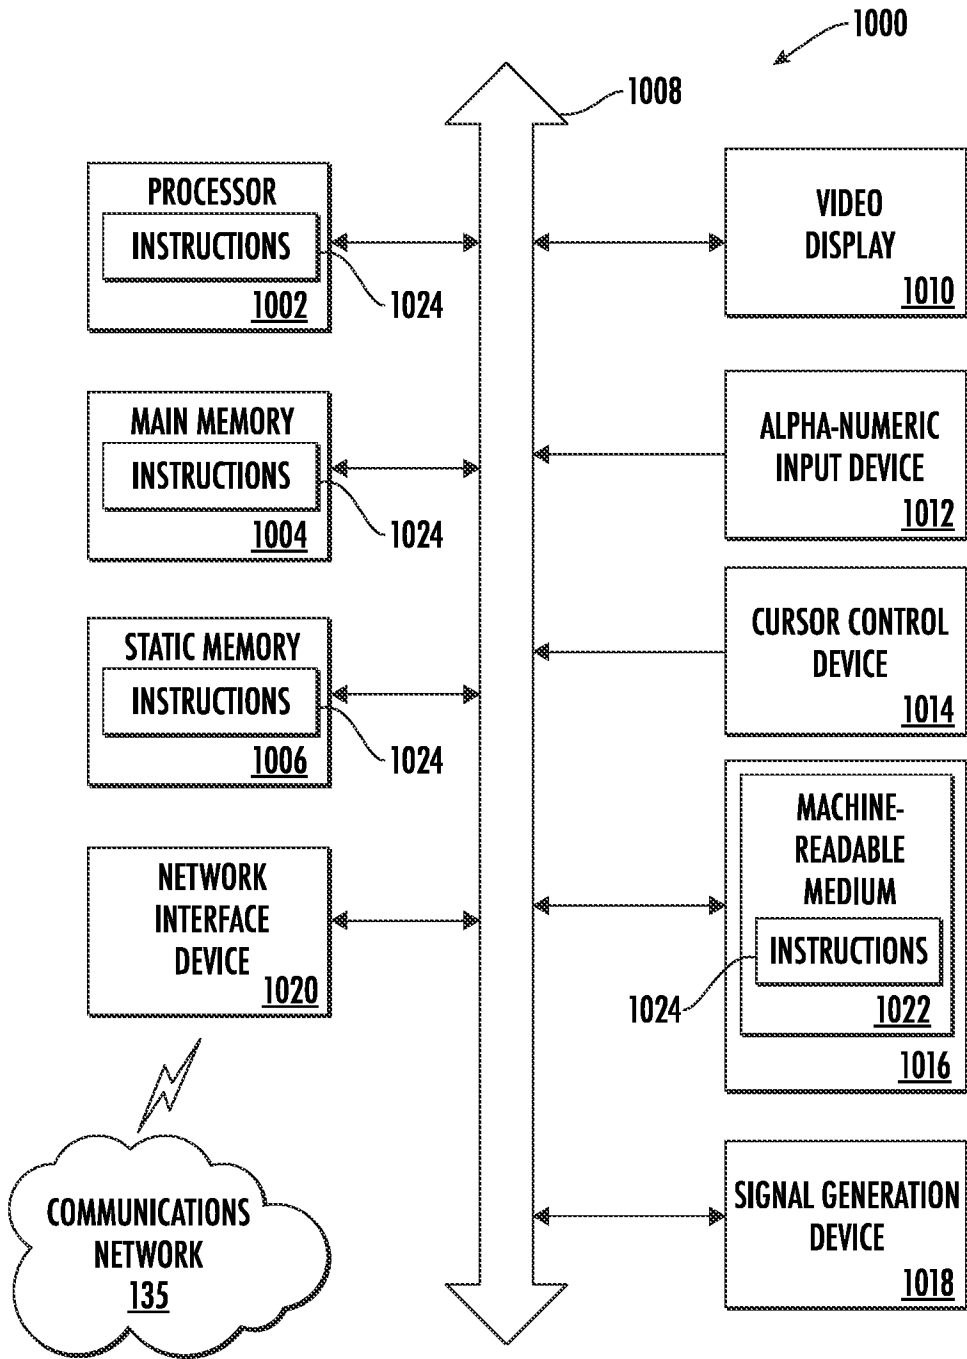 1000
1008
PROCESSOR
INSTRUCTIONS
1002
1024
MAIN MEMORY
INSTRUCTIONS
1004
1024
STATIC MEMORY
INSTRUCTIONS
1006
1024
NETWORK
INTERFACE
DEVICE
1020
COMMUNICATIONS
NETWORK
135
VIDEO
DISPLAY
1010
ALPHA-NUMERIC
INPUT DEVICE
1012
CURSOR CONTROL
DEVICE
1014
MACHINE-
READABLE
MEDIUM
INSTRUCTIONS
1024
1022
1016
SIGNAL GENERATION
DEVICE
1018